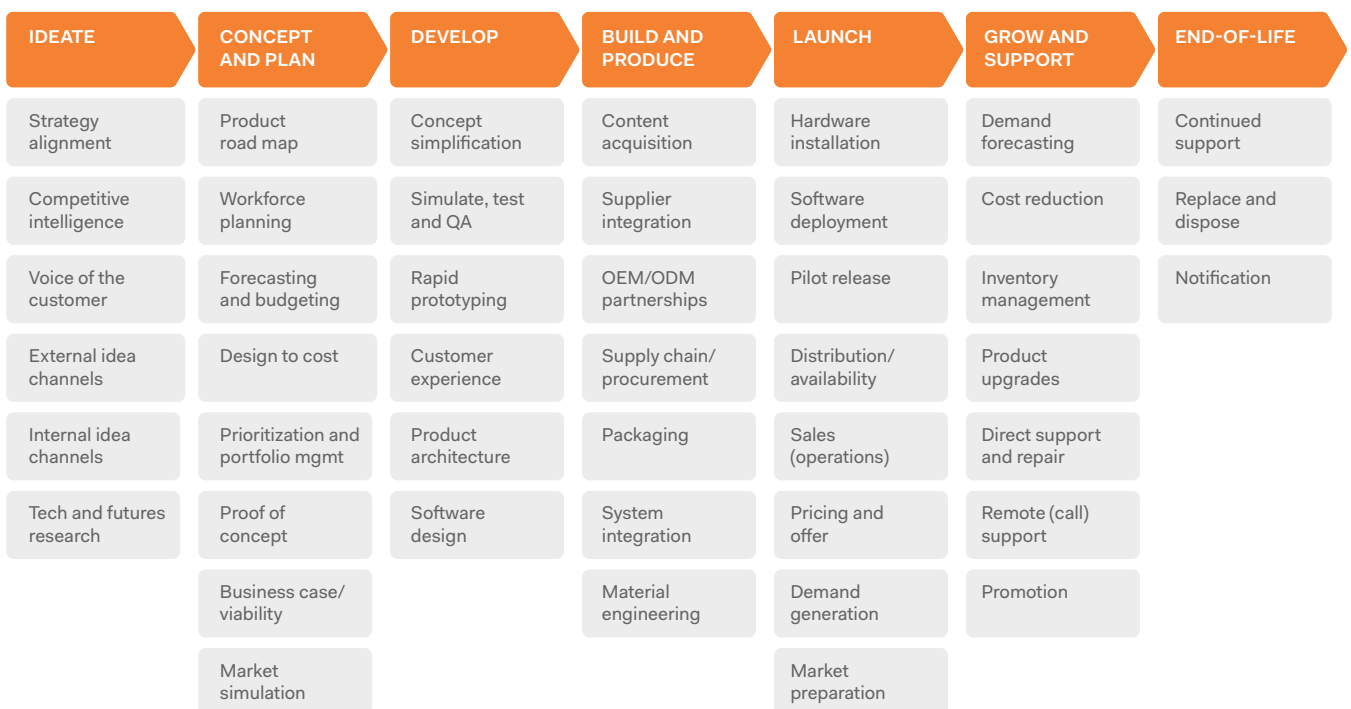 IDEATE
Strategy
alignment
Competitive
intelligence
Voice of the
customer
External idea
channels
Internal idea
channels
Tech and futures
research
CONCEPT
AND PLAN
Product
road map
Workforce
planning
Forecasting
and budgeting
Design to cost
Prioritization and
portfolio mgmt
Proof of
concept
Business case/
viability
Market
simulation
DEVELOP
Concept
simplification
Simulate, test
and QA
Rapid
prototyping
Customer
experience
Product
architecture
Software
design
BUILD AND
PRODUCE
Content
acquisition
Supplier
integration
OEM/ODM
partnerships
Supply chain/
procurement
Packaging
System
integration
Material
engineering
LAUNCH
Hardware
installation
Software
deployment
Pilot release
Distribution/
availability
Sales
(operations)
Pricing and
offer
Demand
generation
Market
preparation
GROW AND
SUPPORT
Demand
forecasting
Cost reduction
Inventory
management
Product
upgrades
Direct support
and repair
Remote (call)
support
Promotion
END-OF-LIFE
Continued
support
Replace and
dispose
Notification